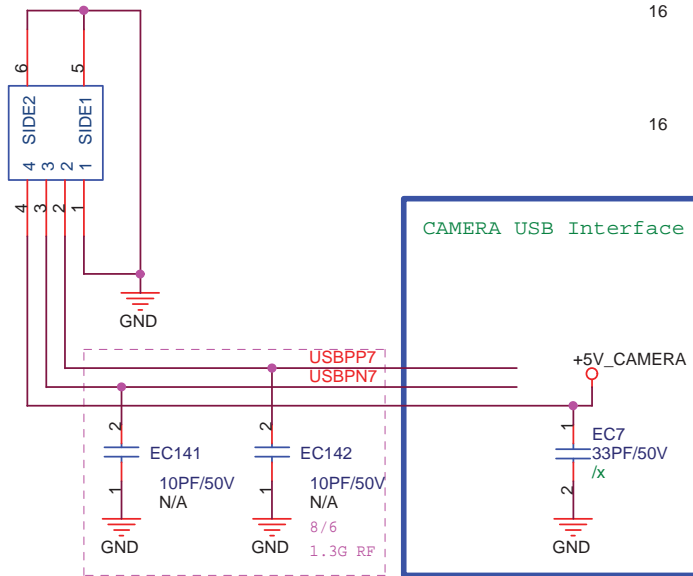 16
6
5
SIDE2
SIDE1
4
3
2
1
16
4
3
2
1
CAMERA USB Interface
GND
USBPP7
+5V_CAMERA
USBPN7
2
2
1
EC7
EC141
EC142
33PF/50V
10PF/50V
10PF/50V
/x
1
N/A
1
N/A
2
8/6
GND
GND
1.3G RF
GND